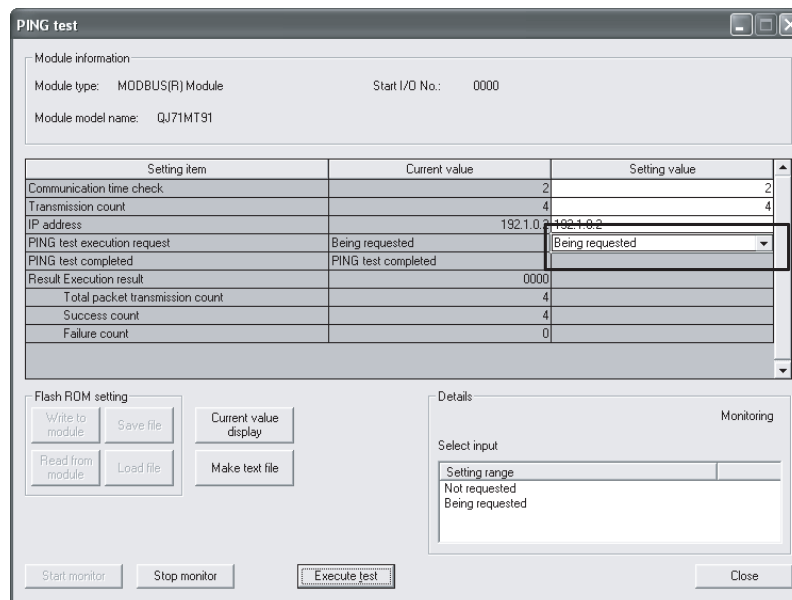 PING test
Module information
Module type: MODBUS(R) Module Start I/O No.: 0000
Module model name: QJ71MT91
Setting item Current value Setting value
Communication time check 2 2
Transmission count 4 4
IP address 192.1.0.2 192.1.0.2
PING test execution request Being requested Being requested
PING test completed PING test completed
Result Execution result 0000
Total packet transmission count 4
Success count 4
Failure count 0
Flash ROM setting
Write to module Save file Current value display
Read from module Load file Make text file
Details
Monitoring
Select input
Setting range
Not requested
Being requested
Start monitor Stop monitor Execute test Close